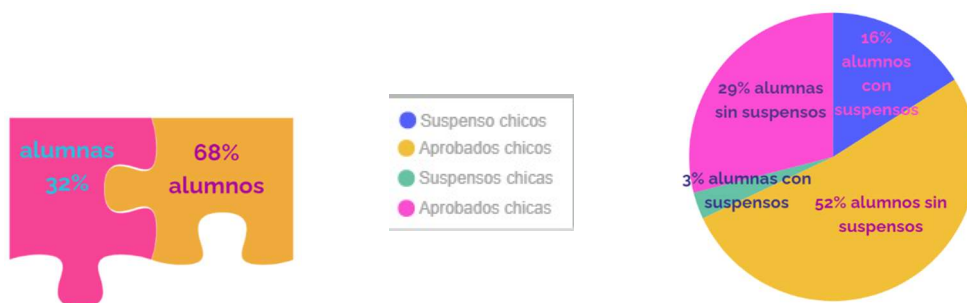 alumnas
32%
68%
alumnos
Suspenso chicos
Aprobados chicos
Suspensos chicas
Aprobados chicas
16%
alumnos
con
suspensos
29% alumnas
sin suspensos
3% alumnas con
suspensos
52% alumnos sin
suspensos